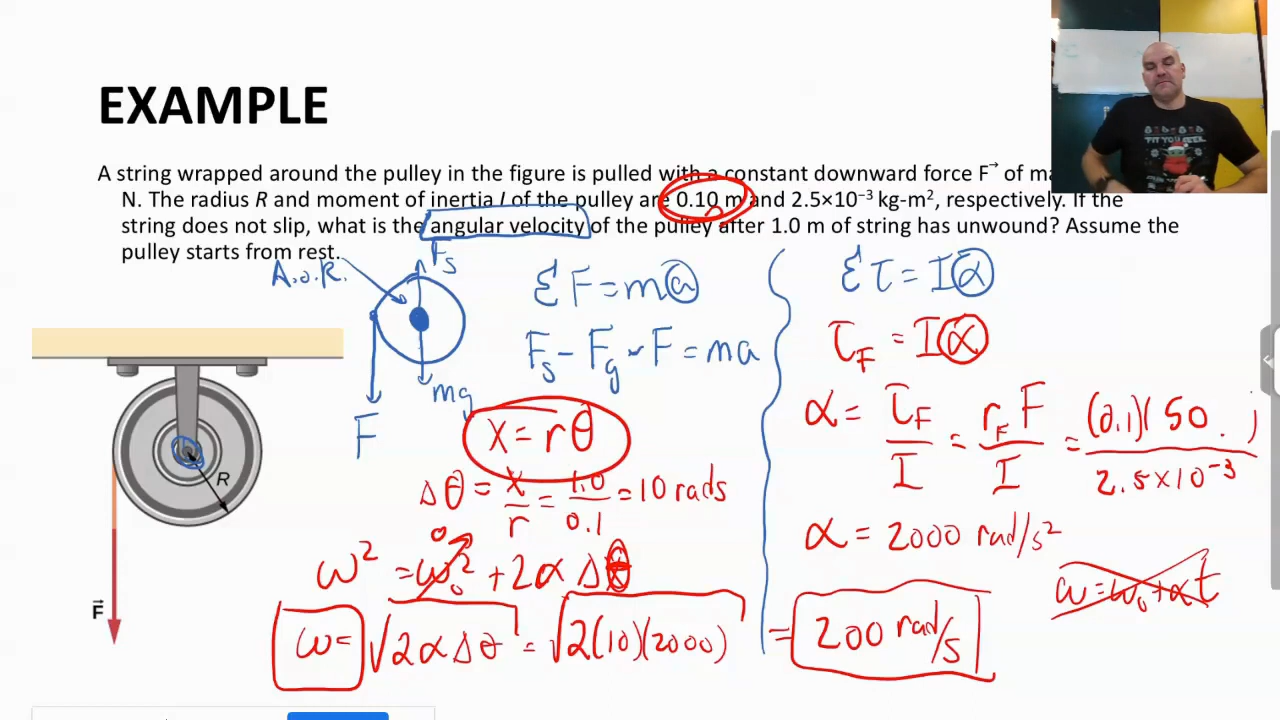 EXAMPLE
A string wrapped around the pulley in the figure is pulled with a constant downward force F⃗ of
N. The radius R and moment of inertia I of the pulley are 0.10 m and 2.5×10⁻³ kg-m², respectively. If the
string does not slip, what is the angular velocity of the pulley after 1.0 m of string has unwound? Assume the
pulley starts from rest.
A.o.R.
Fs
mg
F
ΣF = ma
Fs - Fg - F = ma
x = rθ
Δθ = x/r = 1.0/0.1 = 10 rads
ω² = ω₀² + 2αΔθ
0
ω = √2αΔθ = √2(10)(2000) = 200 rad/s
Στ = Iα
τF = Iα
α = τF/I = rF F/I = (0.1)(50.)/2.5×10⁻³
α = 2000 rad/s²
ω = ω₀ + αt
R
F⃗